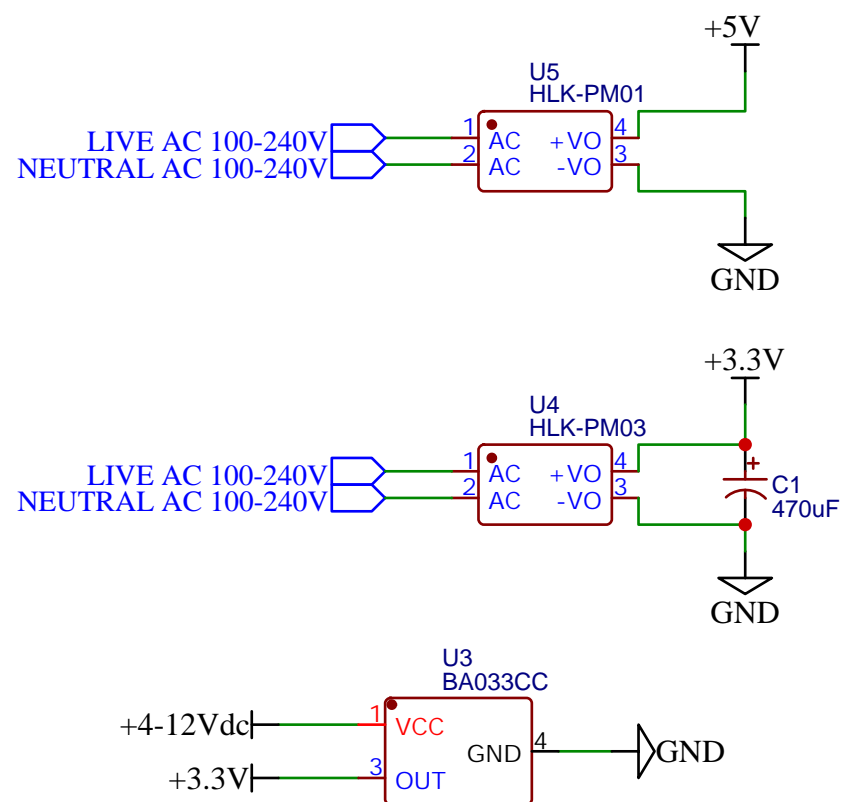 +5V
U5
HLK-PM01
LIVE AC 100-240V
1
AC
+VO
4
NEUTRAL AC 100-240V
2
AC
-VO
3
GND
+3.3V
U4
HLK-PM03
LIVE AC 100-240V
1
AC
+VO
4
NEUTRAL AC 100-240V
2
AC
-VO
3
+
C1
470uF
GND
U3
BA033CC
+4-12Vdc
1
VCC
GND
4
GND
+3.3V
3
OUT